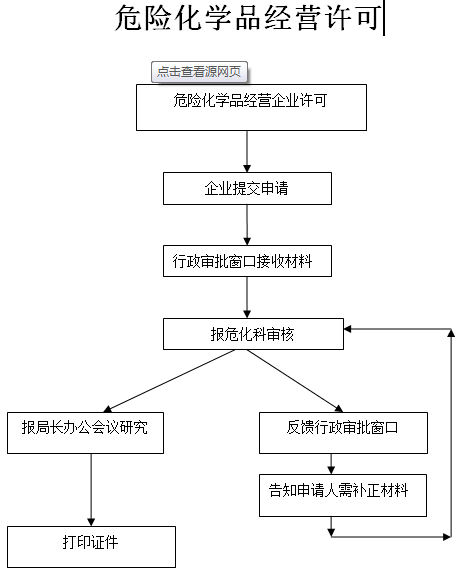 危险化学品经营许可
点击查看源网页
危险化学品经营企业许可
企业提交申请
行政审批窗口接收材料
报危化科审核
报局长办公会议研究
反馈行政审批窗口
告知申请人需补正材料
打印证件